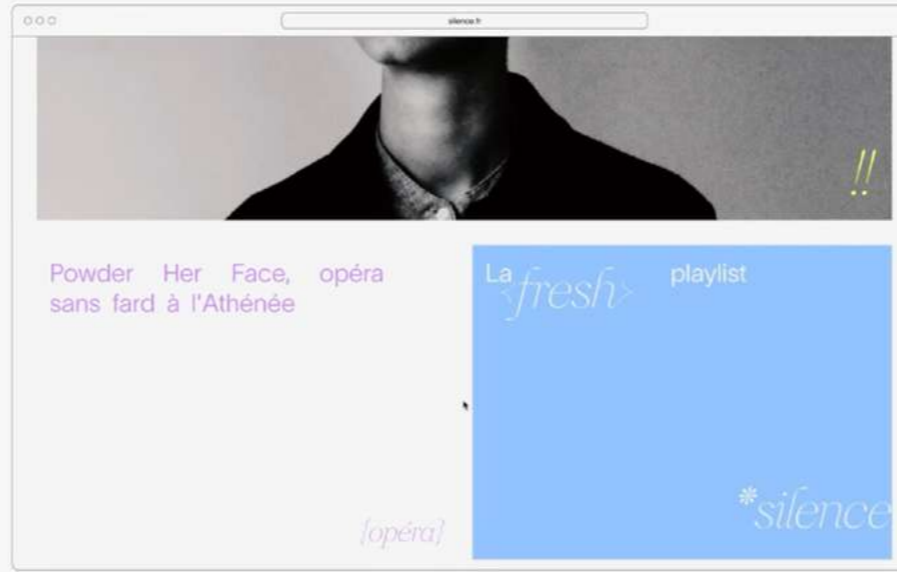 silence.fr
!!
Powder Her Face, opéra
sans fard à l'Athénée
{opéra}
La <fresh> playlist
*silence